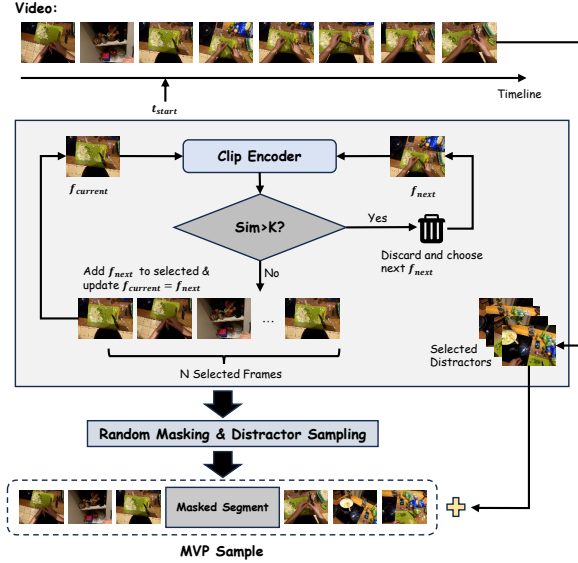 Video:
Timeline
t_start
Clip Encoder
f_current
f_next
Sim>K?
Yes
Discard and choose
next f_next
No
Add f_next to selected &
update f_current = f_next
...
N Selected Frames
Selected
Distractors
Random Masking & Distractor Sampling
Masked Segment
MVP Sample